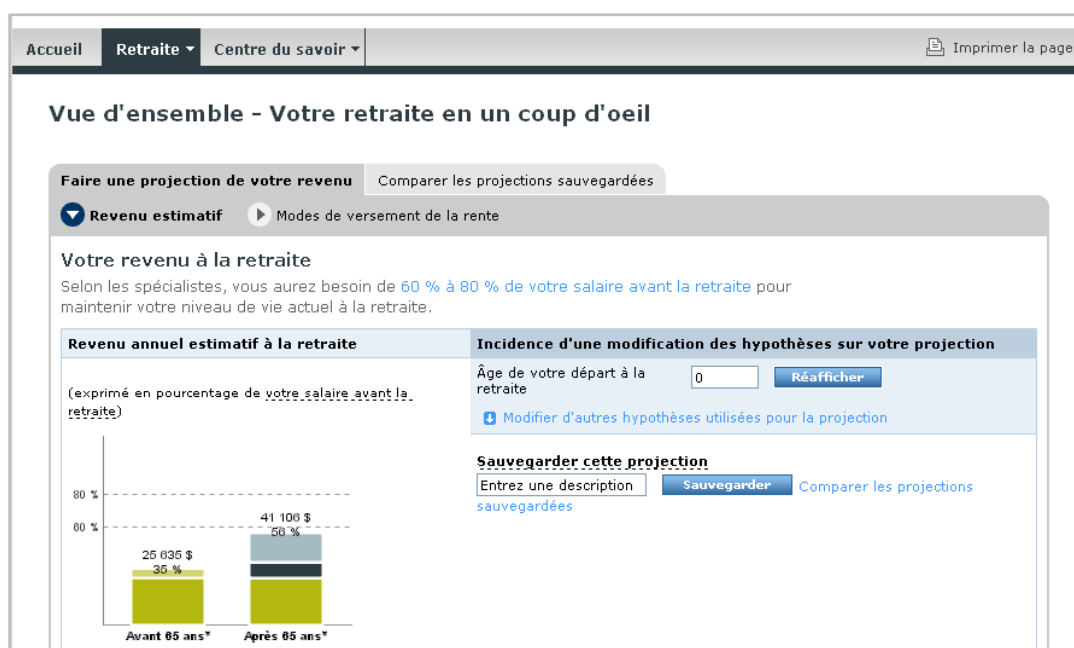 Accueil Retraite Centre du savoir Imprimer la page
Vue d'ensemble - Votre retraite en un coup d'oeil
Faire une projection de votre revenu Comparer les projections sauvegardées
Revenu estimatif Modes de versement de la rente
Votre revenu à la retraite
Selon les spécialistes, vous aurez besoin de 60 % à 80 % de votre salaire avant la retraite pour
maintenir votre niveau de vie actuel à la retraite.
Revenu annuel estimatif à la retraite
(exprimé en pourcentage de votre salaire avant la
retraite)
80 %
60 %
41 106 $
56 %
25 635 $
35 %
Avant 65 ans* Après 65 ans*
Incidence d'une modification des hypothèses sur votre projection
Âge de votre départ à la
retraite
0 Réafficher
Modifier d'autres hypothèses utilisées pour la projection
Sauvegarder cette projection
Entrez une description Sauvegarder Comparer les projections
sauvegardées